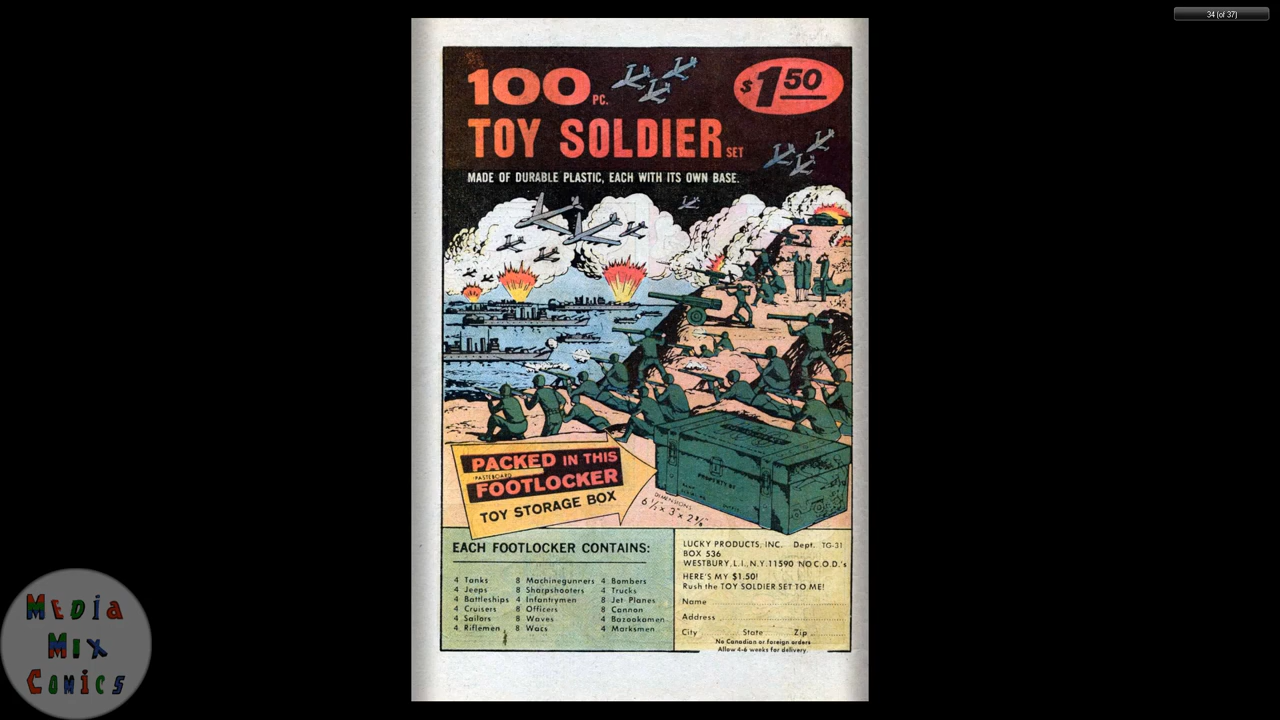 34 (of 37)
100 PC.
$1.50
TOY SOLDIER SET
MADE OF DURABLE PLASTIC, EACH WITH ITS OWN BASE.
PACKED IN THIS
PASTEBOARD
FOOTLOCKER
TOY STORAGE BOX
PROPERTY OF
DIMENSIONS
EACH FOOTLOCKER CONTAINS:
4 Tanks
4 Jeeps
4 Battleships
4 Cruisers
4 Sailors
4 Riflemen
8 Machinegunners
8 Sharpshooters
4 Infantrymen
8 Officers
8 Waves
8 Wacs
4 Bombers
4 Trucks
8 Jet Planes
8 Cannon
4 Bazookamen
4 Marksmen
LUCKY PRODUCTS, INC. Dept. TG-31
BOX 536
WESTBURY, L.I., N.Y. 11590 NO C.O.D.'s
HERE'S MY $1.50!
Rush the TOY SOLDIER SET TO ME!
Name
Address
City State Zip
No Canadian or foreign orders
Allow 4-6 weeks for delivery.
MEDIA
MIX
COMICS